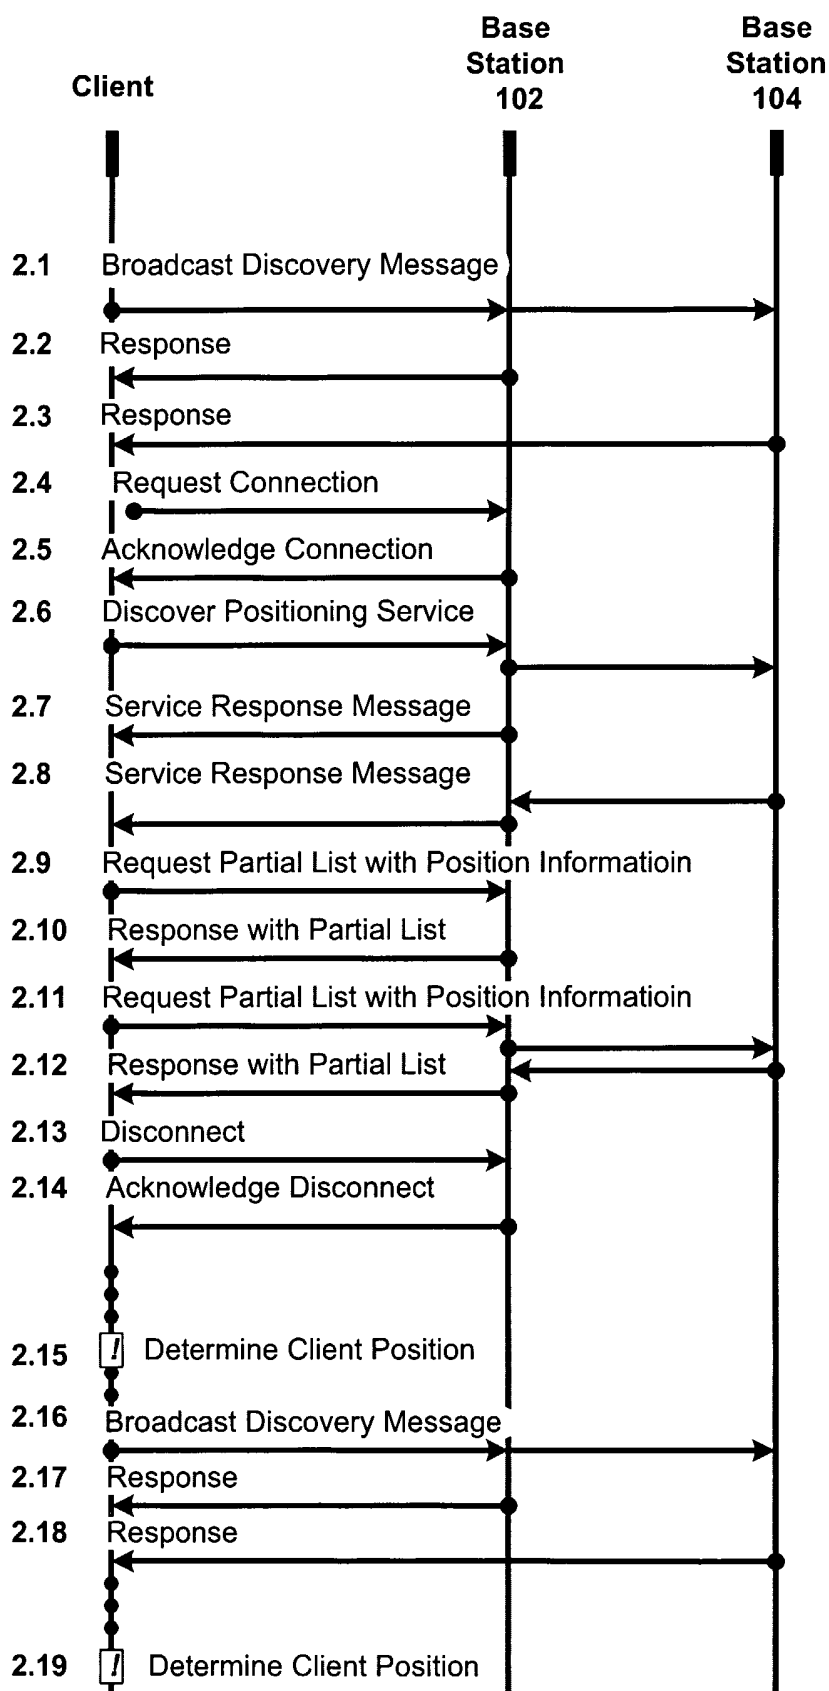 Client
Base
Station
102
Base
Station
104
2.1 Broadcast Discovery Message
2.2 Response
2.3 Response
2.4 Request Connection
2.5 Acknowledge Connection
2.6 Discover Positioning Service
2.7 Service Response Message
2.8 Service Response Message
2.9 Request Partial List with Position Informatioin
2.10 Response with Partial List
2.11 Request Partial List with Position Informatioin
2.12 Response with Partial List
2.13 Disconnect
2.14 Acknowledge Disconnect
2.15 ! Determine Client Position
2.16 Broadcast Discovery Message
2.17 Response
2.18 Response
2.19 ! Determine Client Position